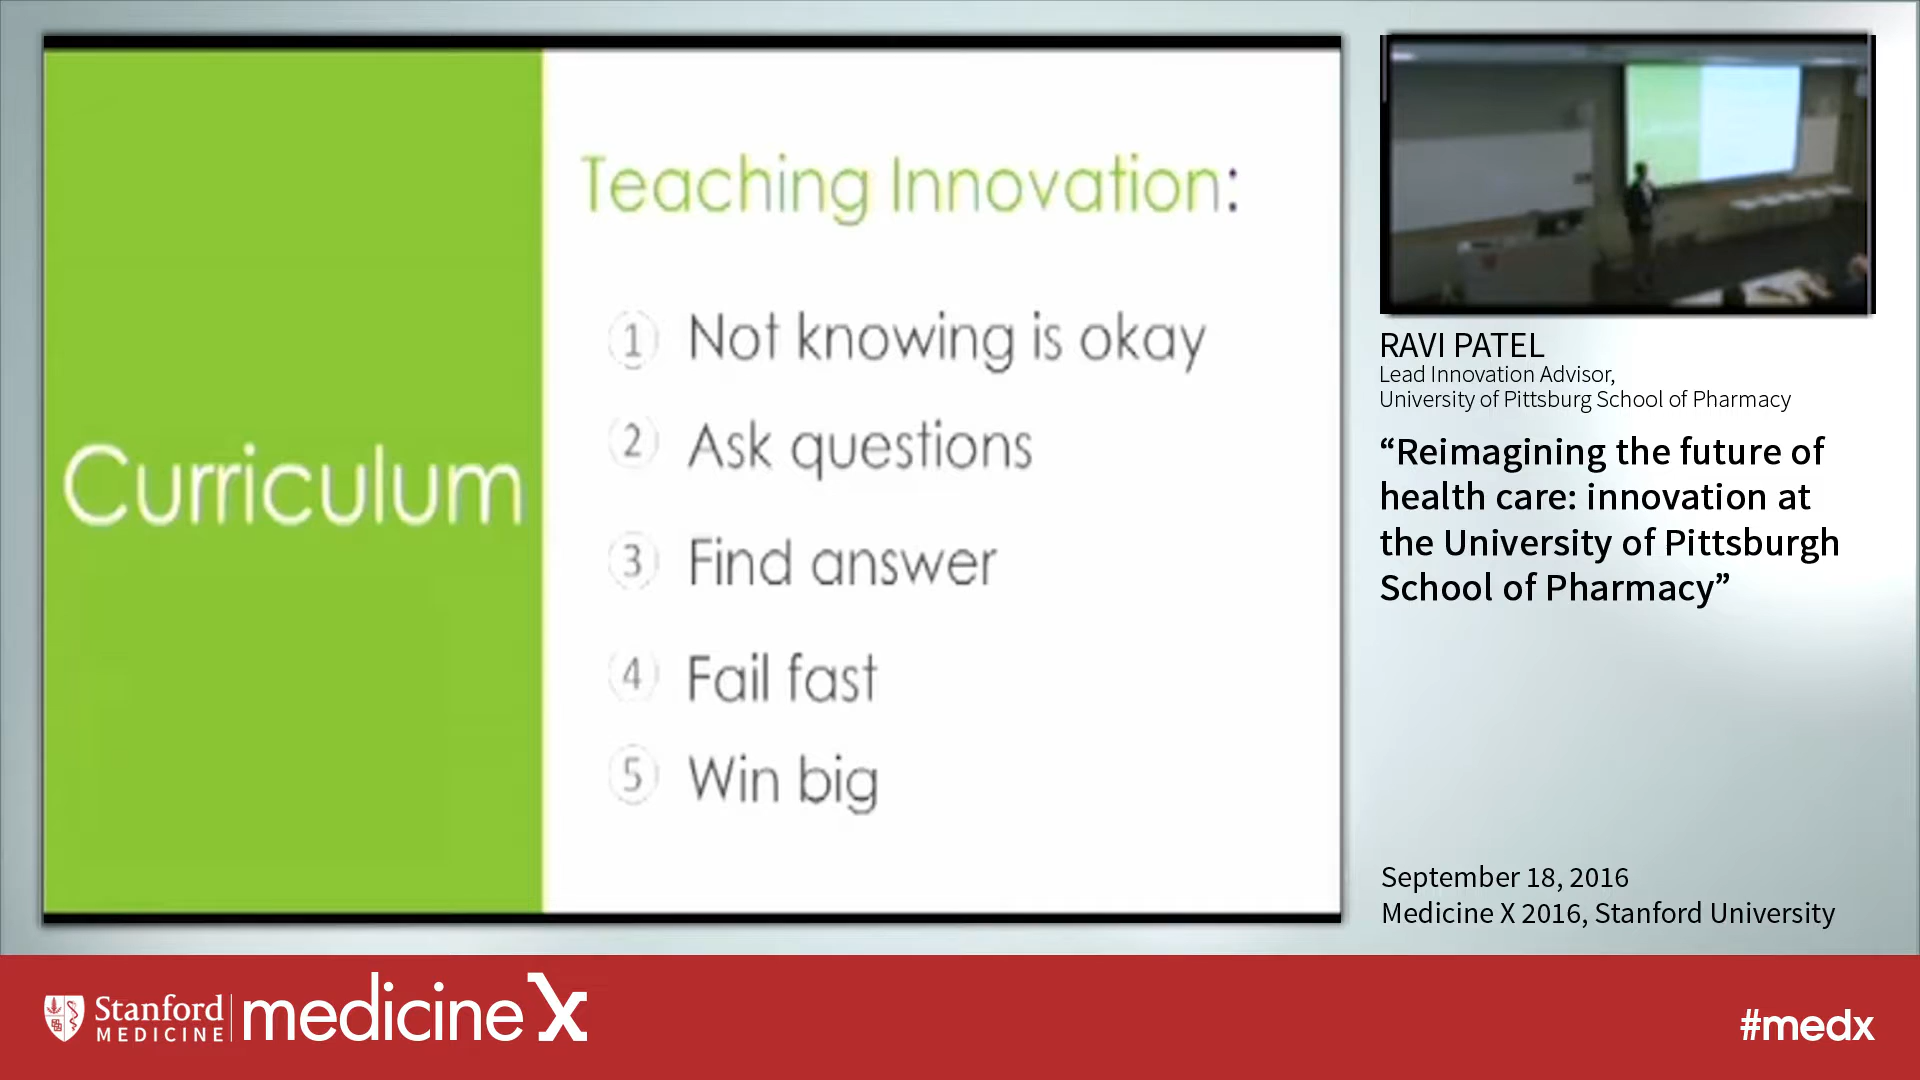 Curriculum
Teaching Innovation:
1 Not knowing is okay
2 Ask questions
3 Find answer
4 Fail fast
5 Win big
RAVI PATEL
Lead Innovation Advisor,
University of Pittsburg School of Pharmacy
“Reimagining the future of
health care: innovation at
the University of Pittsburgh
School of Pharmacy”
September 18, 2016
Medicine X 2016, Stanford University
Stanford
MEDICINE
medicine X
#medx